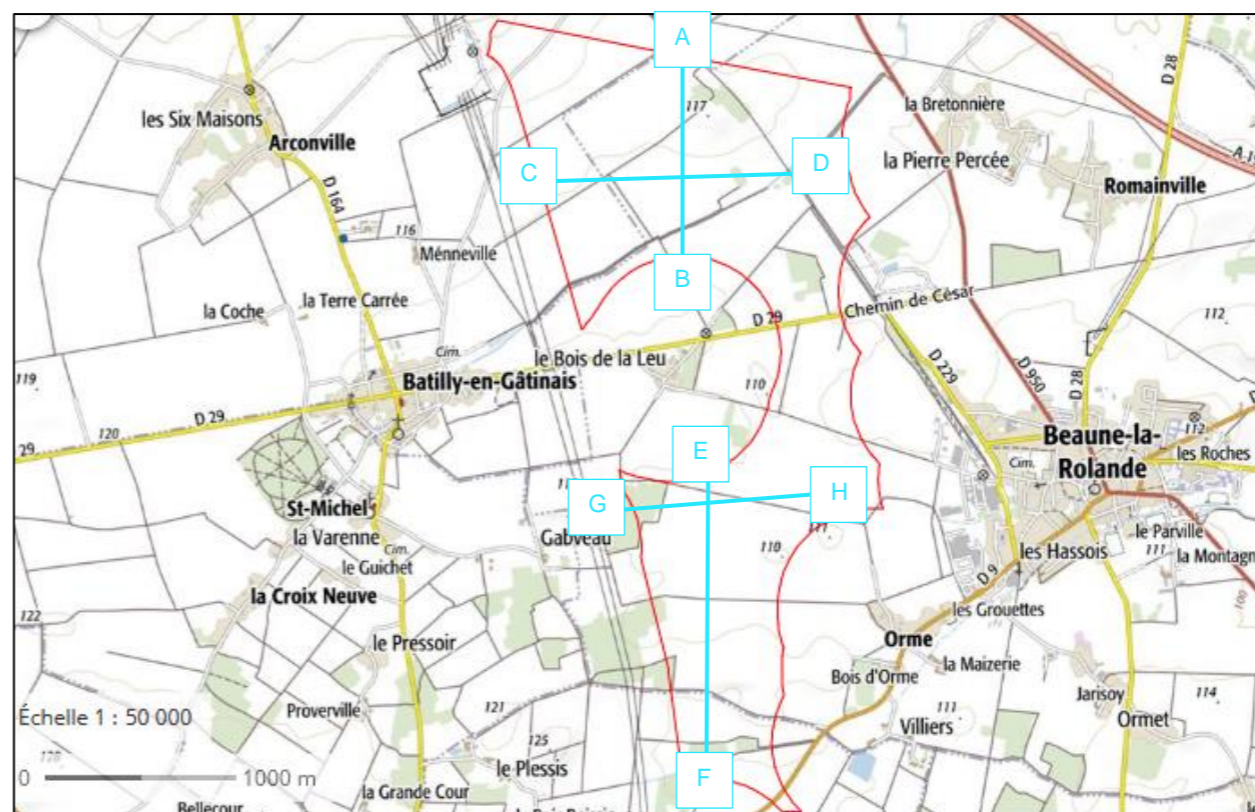 A
D 28
les Six Maisons
117
la Bretonnière
Arconville
la Pierre Percée
C
D
Romainville
D 164
116
Ménneville
B
la Terre Carrée
la Coche
Chemin de César
D 29
112
Cim.
le Bois de la Leu
D 229
D 950
D 28
119
Batilly-en-Gâtinais
110
D 29
120
29
112
E
Beaune-la-
Rolande
les Roches
Cim.
G
H
St-Michel
111
la Varenne
Gabveau
110
le Parville
111
la Montagn
Cim.
le Guichet
les Hassois
D 9
la Croix Neuve
100
122
les Grouettes
le Pressoir
Orme
la Maizerie
Bois d'Orme
Jarisoy
114
Proverville
121
111
Échelle 1 : 50 000
Villiers
Ormet
125
le Plessis
F
0
1000 m
la Grande Cour
Bellecour